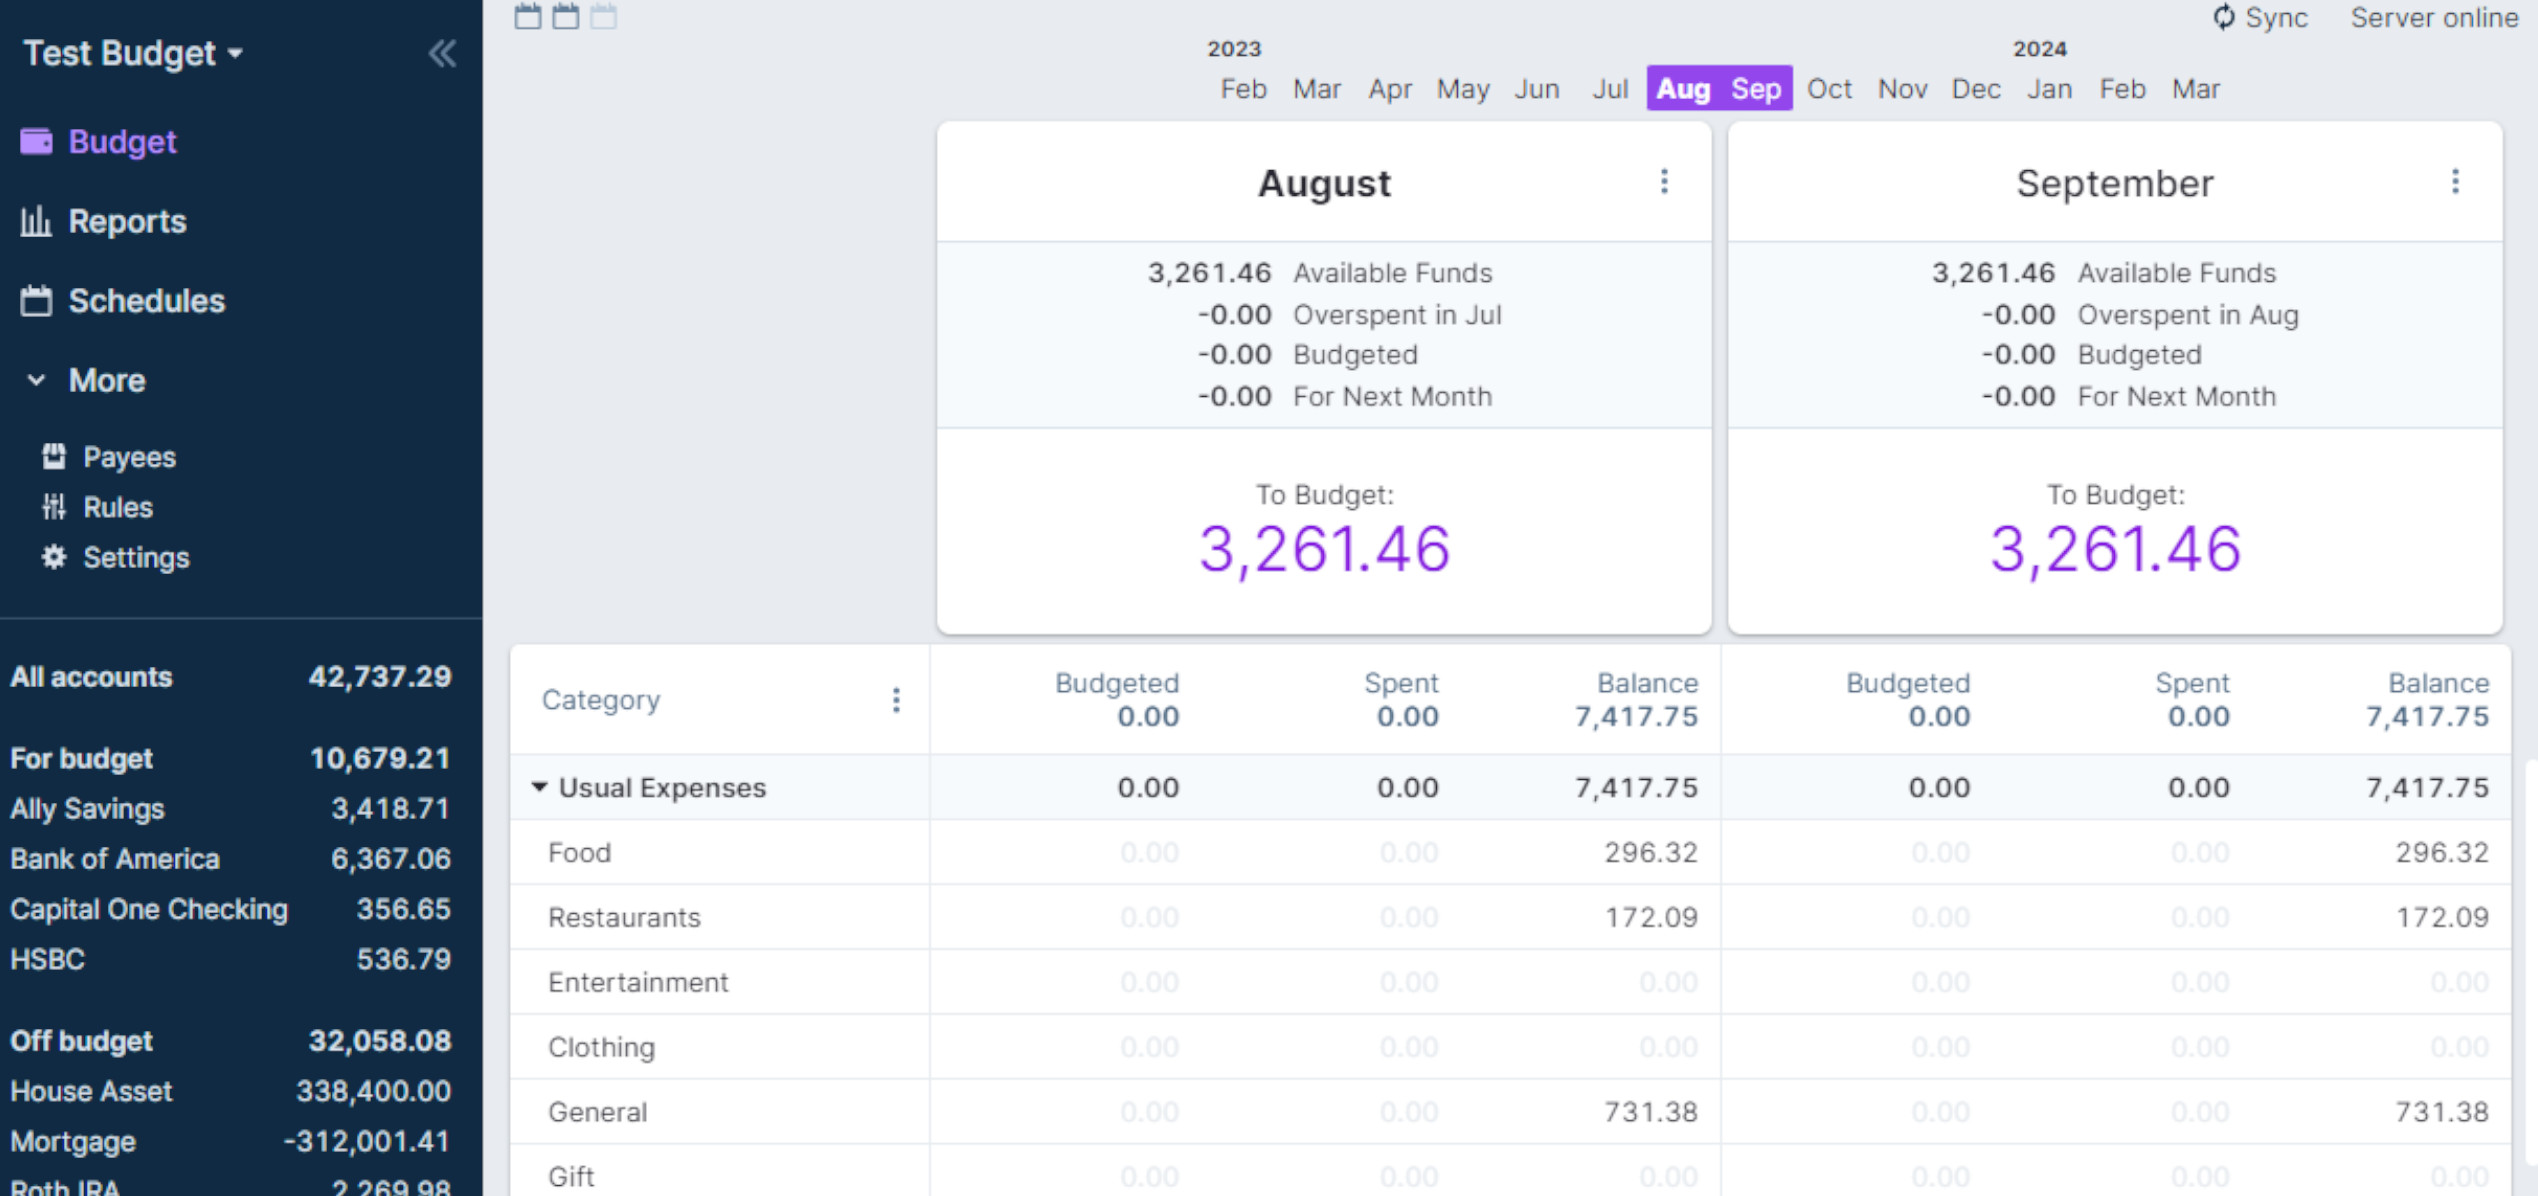 Test Budget
Budget
Reports
Schedules
More
Payees
Rules
Settings
All accounts 42,737.29
For budget 10,679.21
Ally Savings 3,418.71
Bank of America 6,367.06
Capital One Checking 356.65
HSBC 536.79
Off budget 32,058.08
House Asset 338,400.00
Mortgage -312,001.41
Roth IRA 2,269.98
Sync Server online
2023 2024
Feb Mar Apr May Jun Jul Aug Sep Oct Nov Dec Jan Feb Mar
August
3,261.46 Available Funds
-0.00 Overspent in Jul
-0.00 Budgeted
-0.00 For Next Month
To Budget:
3,261.46
September
3,261.46 Available Funds
-0.00 Overspent in Aug
-0.00 Budgeted
-0.00 For Next Month
To Budget:
3,261.46
Category Budgeted Spent Balance Budgeted Spent Balance
0.00 0.00 7,417.75 0.00 0.00 7,417.75
Usual Expenses 0.00 0.00 7,417.75 0.00 0.00 7,417.75
Food 0.00 0.00 296.32 0.00 0.00 296.32
Restaurants 0.00 0.00 172.09 0.00 0.00 172.09
Entertainment 0.00 0.00 0.00 0.00 0.00 0.00
Clothing 0.00 0.00 0.00 0.00 0.00 0.00
General 0.00 0.00 731.38 0.00 0.00 731.38
Gift 0.00 0.00 0.00 0.00 0.00 0.00